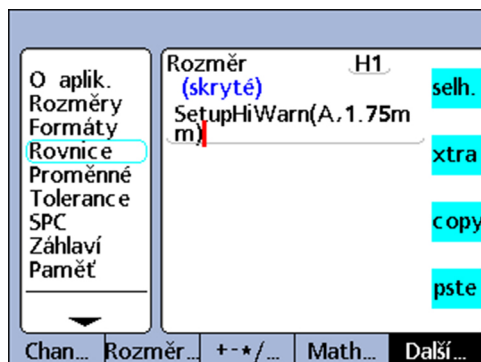 O aplik.
Rozměry
Formáty
Rovnice
Proměnné
Tolerance
SPC
Záhlaví
Paměť
Rozměr H1
(skryté)
SetupHiWarn(A,1.75m
m)
selh.
xtra
copy
pste
Chan... Rozměr... +-*/... Math... Další...